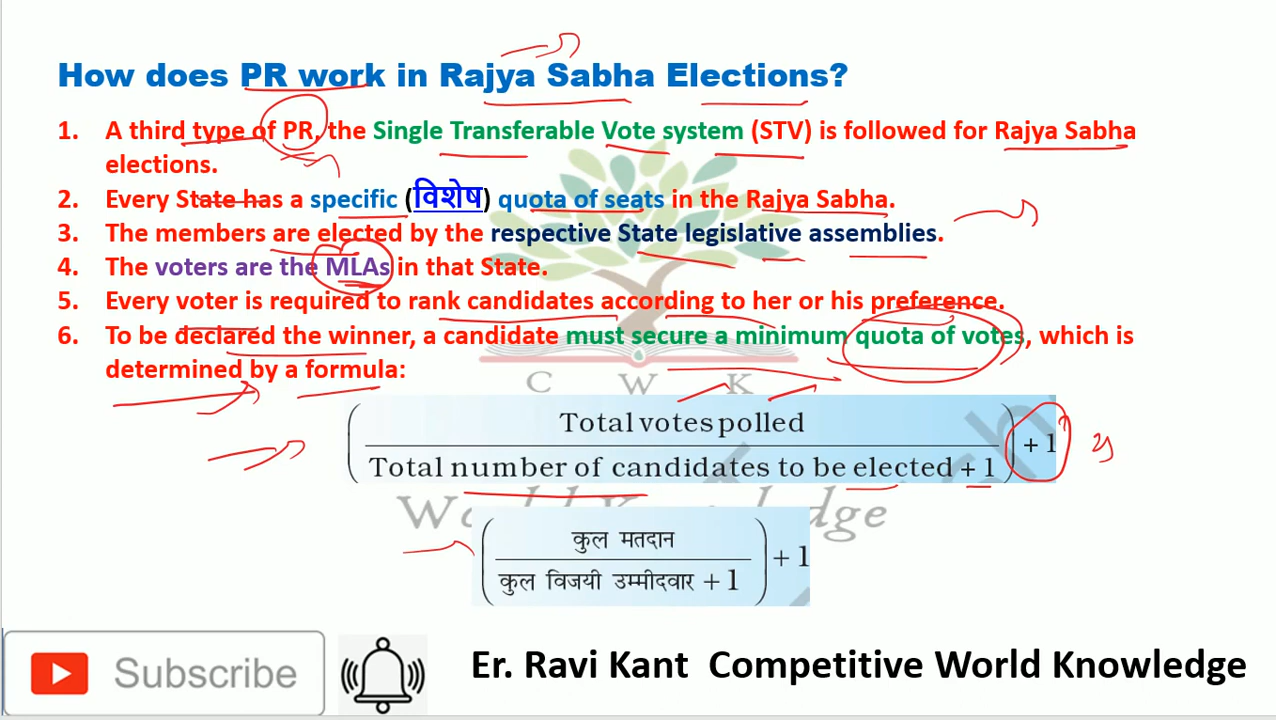 How does PR work in Rajya Sabha Elections?
1. A third type of PR, the Single Transferable Vote system (STV) is followed for Rajya Sabha
elections.
2. Every State has a specific (विशेष) quota of seats in the Rajya Sabha.
3. The members are elected by the respective State legislative assemblies.
4. The voters are the MLAs in that State.
5. Every voter is required to rank candidates according to her or his preference.
6. To be declared the winner, a candidate must secure a minimum quota of votes, which is
determined by a formula:
C W K
( Total votes polled
Total number of candidates to be elected + 1 ) + 1
World Knowledge
( कुल मतदान
कुल विजयी उम्मीदवार + 1 ) + 1
Subscribe
Er. Ravi Kant Competitive World Knowledge